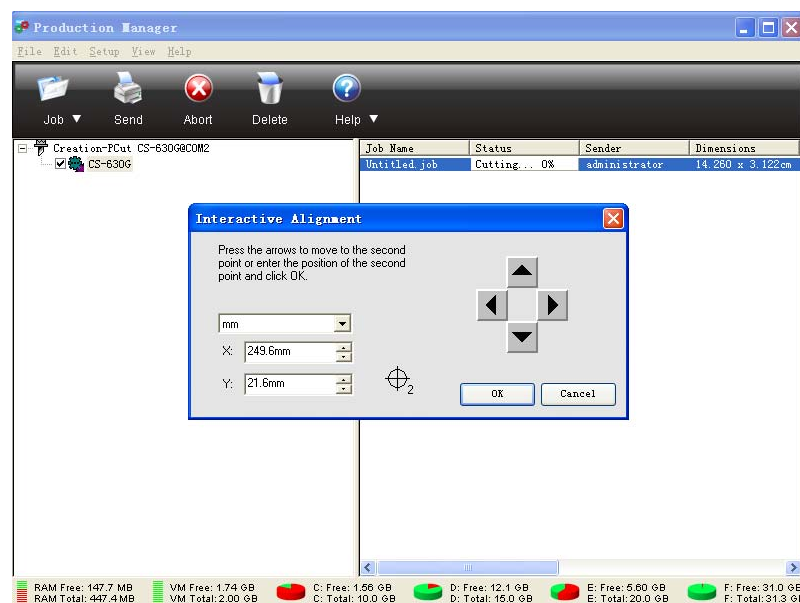 Production Manager
File Edit Setup View Help
Job Send Abort Delete Help
Creation-PCut CS-630G@COM2
CS-630G
Job Name Status Sender Dimensions
Untitled.job Cutting... 0% administrator 14.260 x 3.122cm
Interactive Alignment
Press the arrows to move to the second
point or enter the position of the second
point and click OK.
mm
X: 249.6mm
Y: 21.6mm
2
OK Cancel
RAM Free: 147.7 MB VM Free: 1.74 GB C: Free: 1.56 GB D: Free: 12.1 GB E: Free: 5.60 GB F: Free: 31.0 GB
RAM Total: 447.4 MB VM Total: 2.00 GB C: Total: 10.0 GB D: Total: 15.0 GB E: Total: 20.0 GB F: Total: 31.3 GB